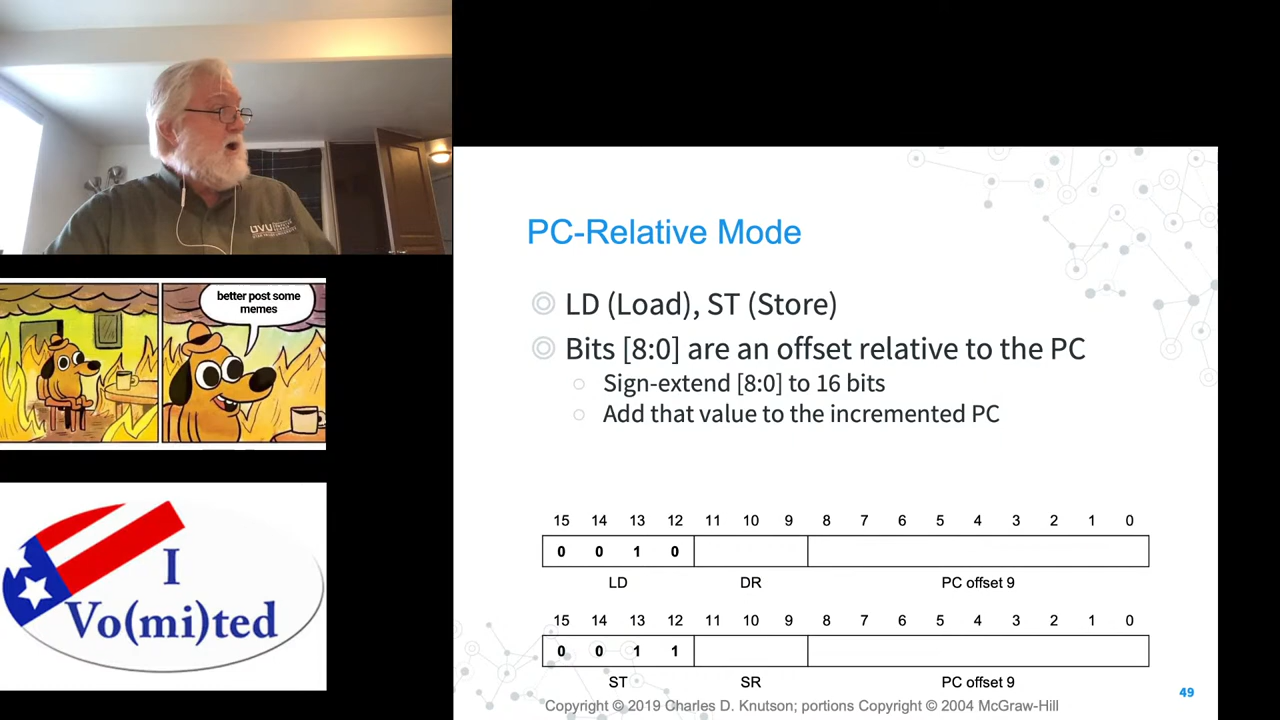 UVU
better post some
memes
I
Vo(mi)ted
PC-Relative Mode
LD (Load), ST (Store)
Bits [8:0] are an offset relative to the PC
Sign-extend [8:0] to 16 bits
Add that value to the incremented PC
15 14 13 12 11 10 9 8 7 6 5 4 3 2 1 0
0 0 1 0
LD DR PC offset 9
15 14 13 12 11 10 9 8 7 6 5 4 3 2 1 0
0 0 1 1
ST SR PC offset 9
49
Copyright © 2019 Charles D. Knutson; portions Copyright © 2004 McGraw-Hill